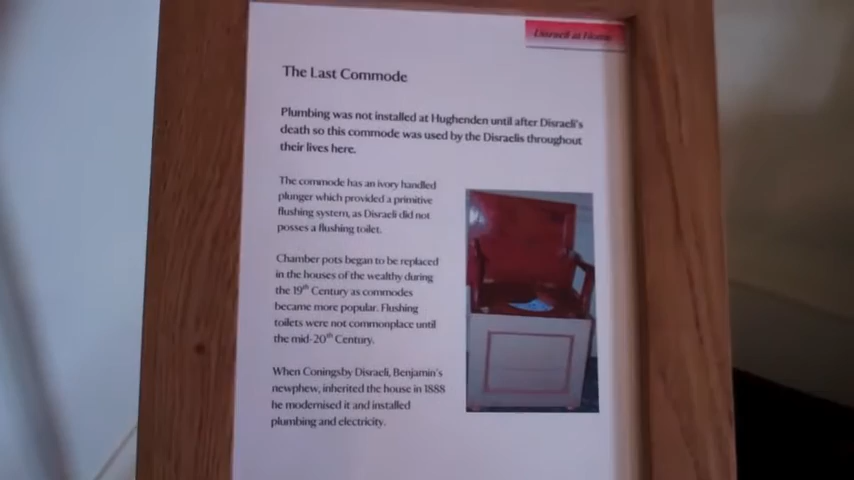 Disraeli at Home
The Last Commode
Plumbing was not installed at Hughenden until after Disraeli's
death so this commode was used by the Disraelis throughout
their lives here.
The commode has an ivory handled
plunger which provided a primitive
flushing system, as Disraeli did not
posses a flushing toilet.
Chamber pots began to be replaced
in the houses of the wealthy during
the 19th Century as commodes
became more popular. Flushing
toilets were not commonplace until
the mid-20th Century.
When Coningsby Disraeli, Benjamin's
newphew, inherited the house in 1888
he modernised it and installed
plumbing and electricity.